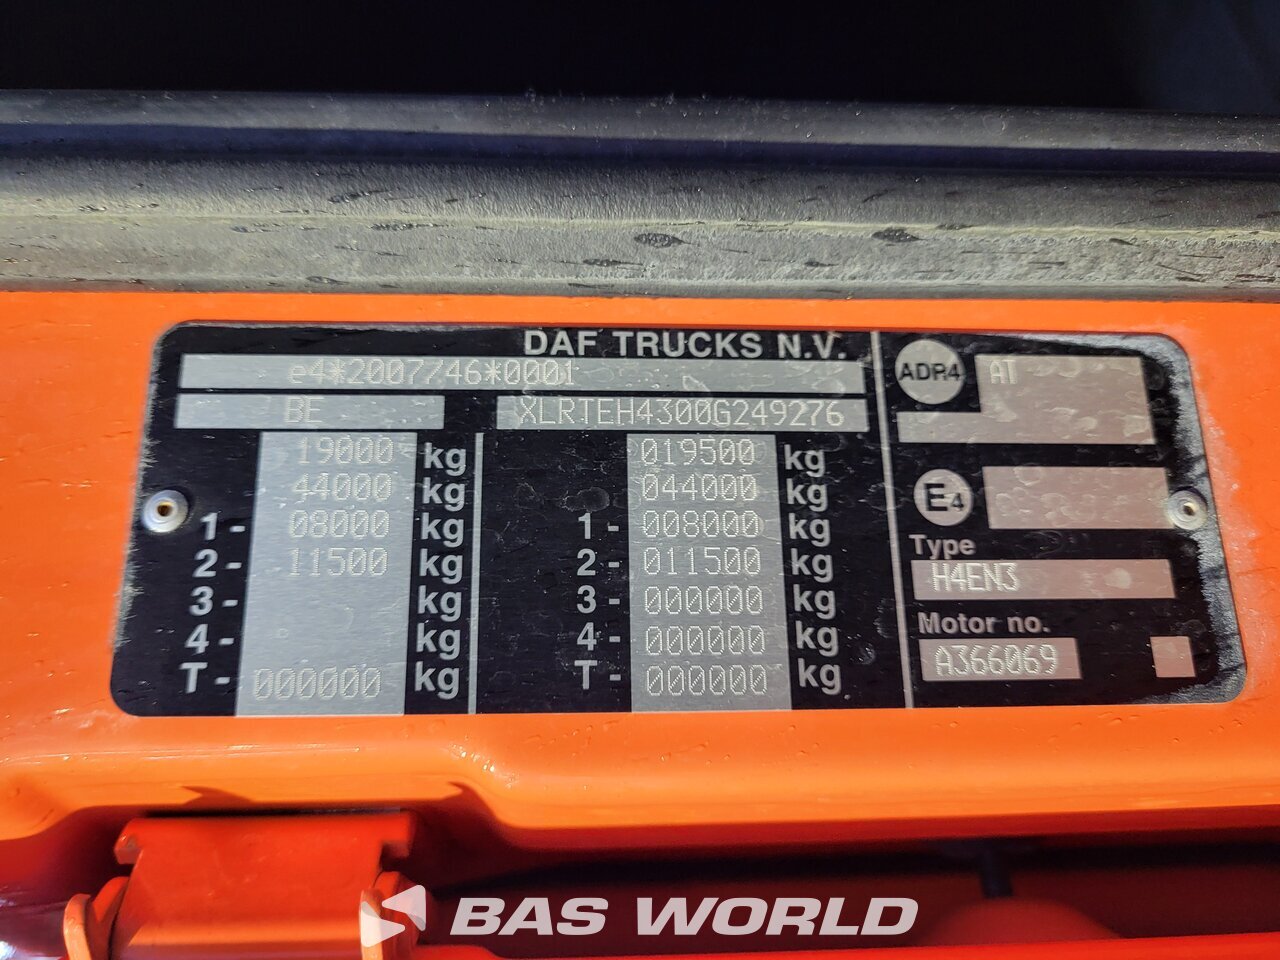 DAF TRUCKS N.V.
e4*2007/46*0001
BE XLRTEH4300G249276
19000 kg 019500 kg
44000 kg 044000 kg
1- 08000 kg 1- 008000 kg
2- 11500 kg 2- 011500 kg
3- kg 3- 000000 kg
4- kg 4- 000000 kg
T- 000000 kg T- 000000 kg
ADR4 AT
E4
Type
H4EN3
Motor no.
A366069
BAS WORLD